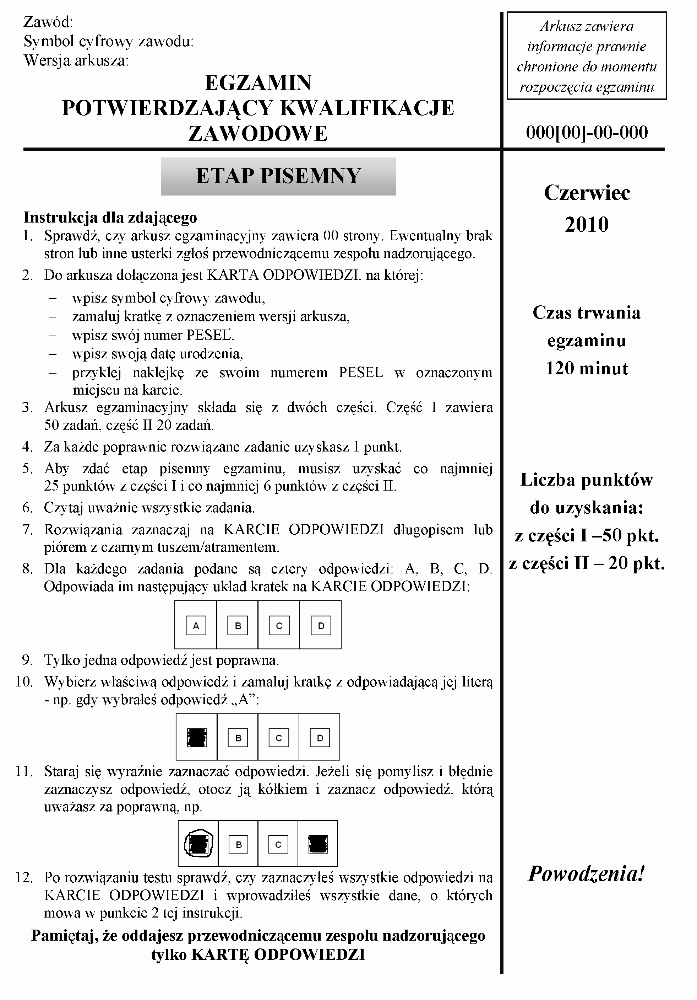 Zawód:
Symbol cyfrowy zawodu:
Wersja arkusza:
EGZAMIN
POTWIERDZAJĄCY KWALIFIKACJE
ZAWODOWE
Arkusz zawiera
informacje prawnie
chronione do momentu
rozpoczęcia egzaminu
000[00]-00-000
ETAP PISEMNY
Instrukcja dla zdającego
1. Sprawdź, czy arkusz egzaminacyjny zawiera 00 strony. Ewentualny brak
stron lub inne usterki zgłoś przewodniczącemu zespołu nadzorującego.
2. Do arkusza dołączona jest KARTA ODPOWIEDZI, na której:
– wpisz symbol cyfrowy zawodu,
– zamaluj kratkę z oznaczeniem wersji arkusza,
– wpisz swój numer PESEL*,
– wpisz swoją datę urodzenia,
– przyklej naklejkę ze swoim numerem PESEL w oznaczonym
miejscu na karcie.
3. Arkusz egzaminacyjny składa się z dwóch części. Część I zawiera
50 zadań, część II 20 zadań.
4. Za każde poprawnie rozwiązane zadanie uzyskasz 1 punkt.
5. Aby zdać etap pisemny egzaminu, musisz uzyskać co najmniej
25 punktów z części I i co najmniej 6 punktów z części II.
6. Czytaj uważnie wszystkie zadania.
7. Rozwiązania zaznaczaj na KARCIE ODPOWIEDZI długopisem lub
piórem z czarnym tuszem/atramentem.
8. Dla każdego zadania podane są cztery odpowiedzi: A, B, C, D.
Odpowiada im następujący układ kratek na KARCIE ODPOWIEDZI:
A B C D
9. Tylko jedna odpowiedź jest poprawna.
10. Wybierz właściwą odpowiedź i zamaluj kratkę z odpowiadającą jej literą
- np. gdy wybrałeś odpowiedź „A”:
B C D
11. Staraj się wyraźnie zaznaczać odpowiedzi. Jeżeli się pomylisz i błędnie
zaznaczysz odpowiedź, otocz ją kółkiem i zaznacz odpowiedź, którą
uważasz za poprawną, np.
B C
12. Po rozwiązaniu testu sprawdź, czy zaznaczyłeś wszystkie odpowiedzi na
KARCIE ODPOWIEDZI i wprowadziłeś wszystkie dane, o których
mowa w punkcie 2 tej instrukcji.
Pamiętaj, że oddajesz przewodniczącemu zespołu nadzorującego
tylko KARTĘ ODPOWIEDZI
Czerwiec
2010
Czas trwania
egzaminu
120 minut
Liczba punktów
do uzyskania:
z części I –50 pkt.
z części II – 20 pkt.
Powodzenia!